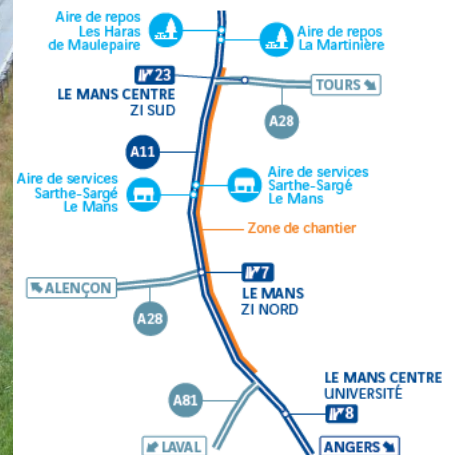 Aire de repos
Les Haras
de Maulepaire
Aire de repos
La Martinière
23
LE MANS CENTRE
ZI SUD
TOURS
A28
A11
Aire de services
Sarthe-Sargé
Le Mans
Aire de services
Sarthe-Sargé
Le Mans
Zone de chantier
7
LE MANS
ZI NORD
ALENÇON
A28
A81
LE MANS CENTRE
UNIVERSITÉ
8
LAVAL
ANGERS